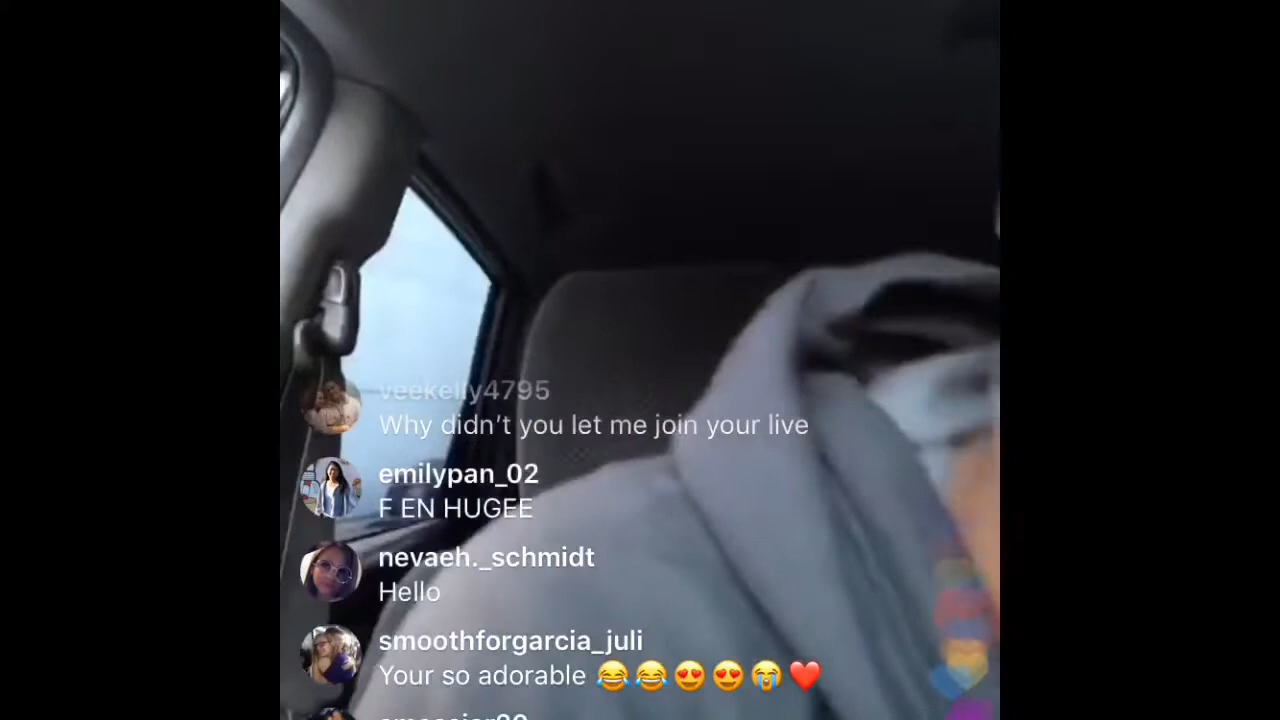 veekelly4795
Why didn't you let me join your live
emilypan_02
F EN HUGEE
nevaeh._schmidt
Hello
smoothforgarcia_juli
Your so adorable 😂😂😍😍😭❤️